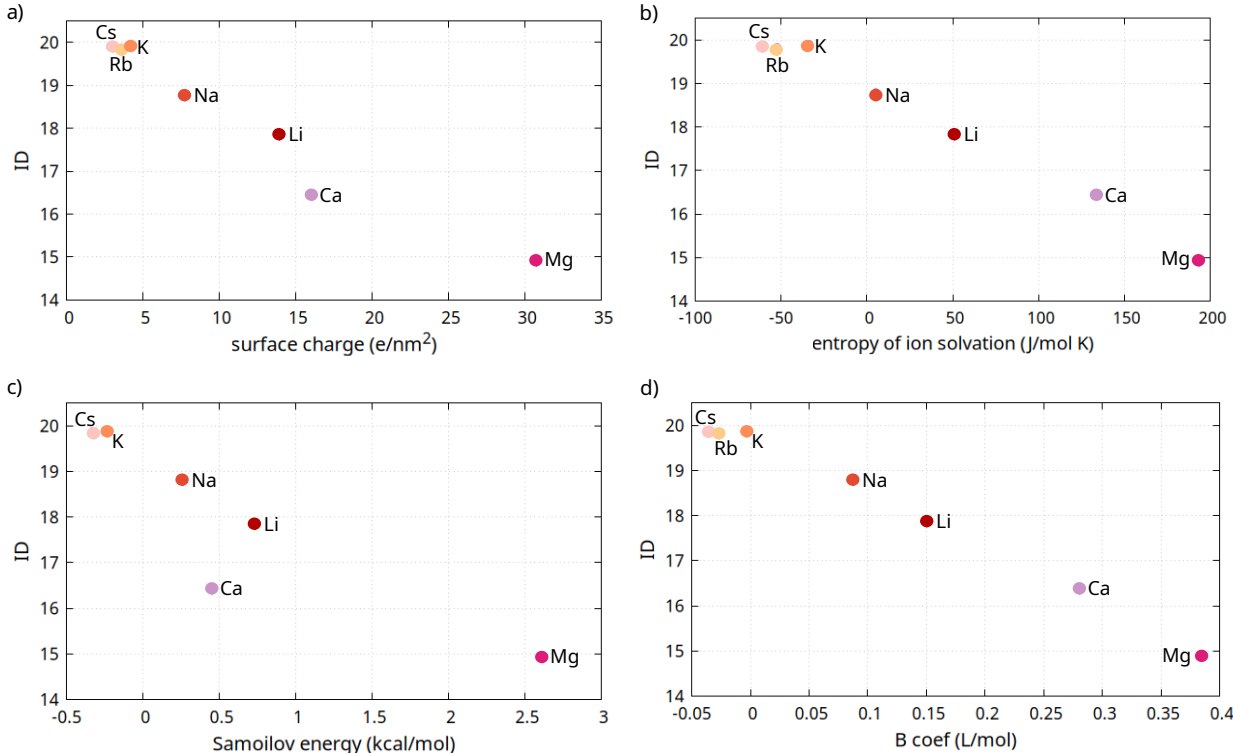 a)
Cs
K
Rb
Na
Li
Ca
Mg
20
19
18
17
16
15
14
ID
0 5 10 15 20 25 30 35
surface charge (e/nm²)
b)
Cs
K
Rb
Na
Li
Ca
Mg
20
19
18
17
16
15
14
ID
-100 -50 0 50 100 150 200
entropy of ion solvation (J/mol K)
c)
Cs
K
Na
Li
Ca
Mg
20
19
18
17
16
15
14
ID
-0.5 0 0.5 1 1.5 2 2.5 3
Samoilov energy (kcal/mol)
d)
Cs
Rb
K
Na
Li
Ca
Mg
20
19
18
17
16
15
14
ID
-0.05 0 0.05 0.1 0.15 0.2 0.25 0.3 0.35 0.4
B coef (L/mol)